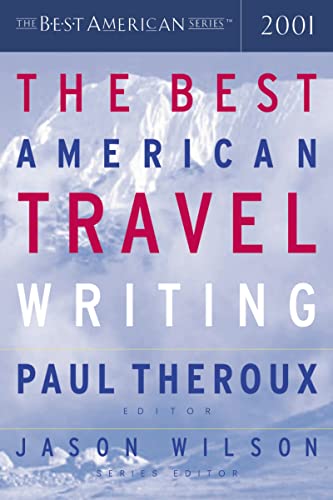 THE BEST AMERICAN SERIES™ 2001
THE BEST
AMERICAN
TRAVEL
WRITING
PAUL THEROUX
EDITOR
JASON WILSON
SERIES EDITOR